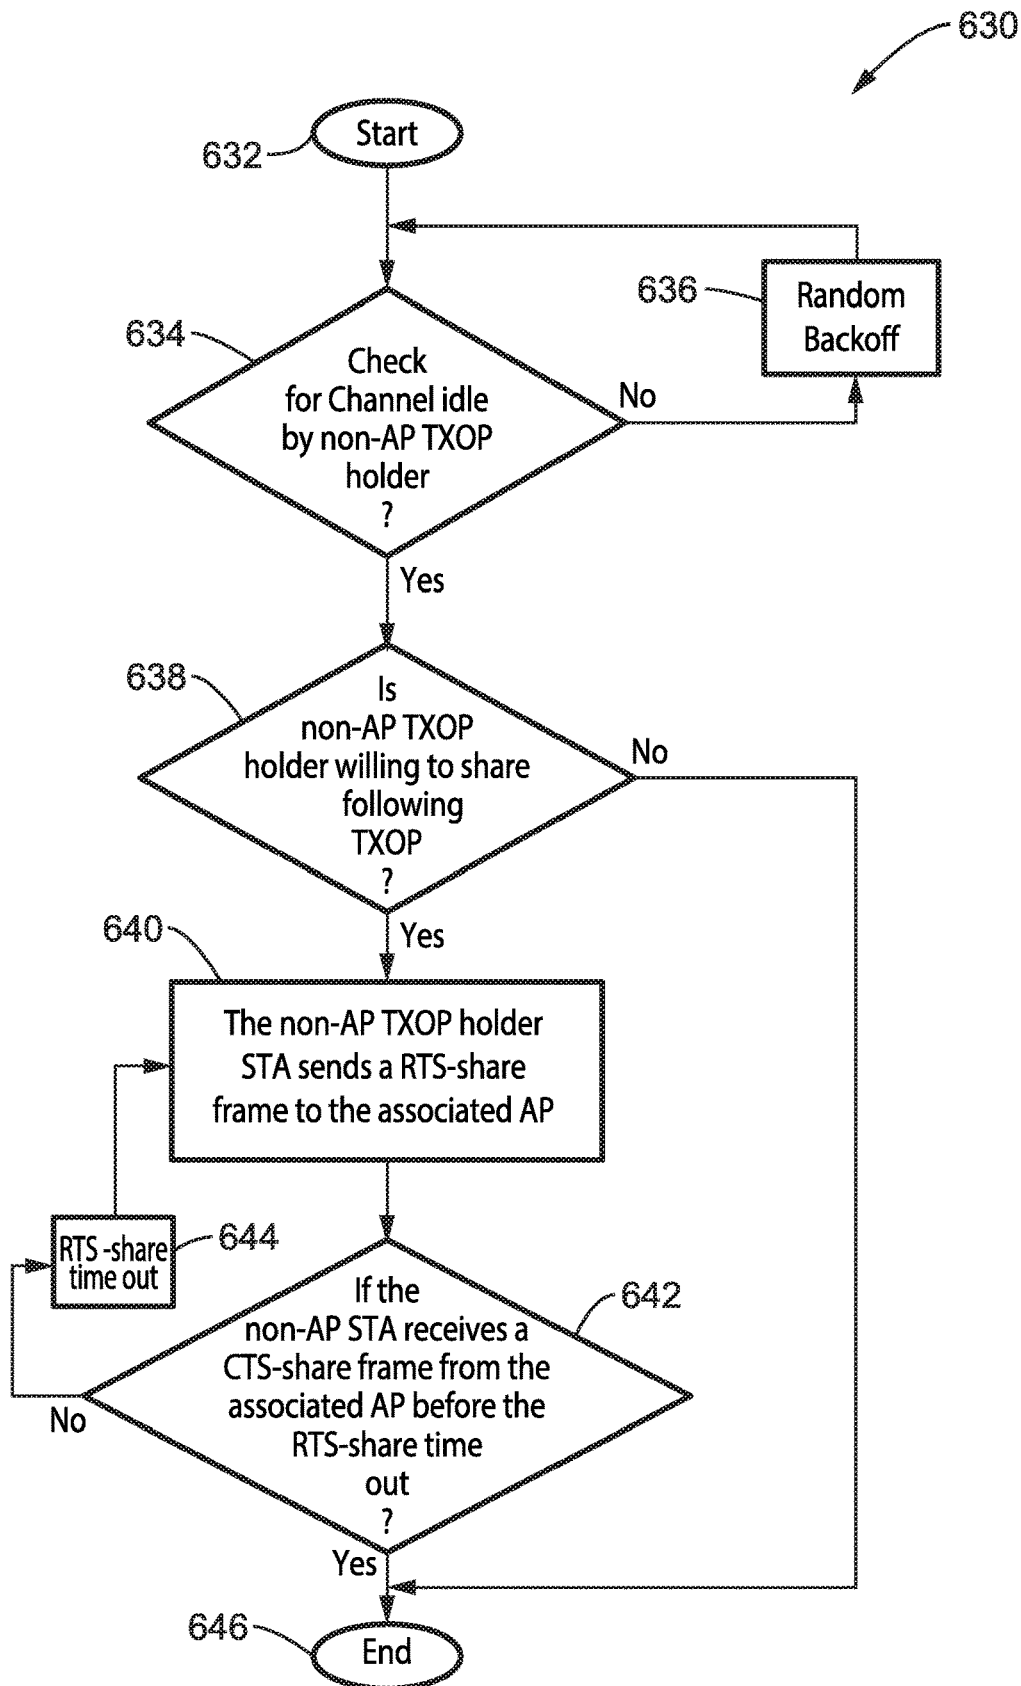 630
Start
632
Random
Backoff
636
634
Check
for Channel idle
by non-AP TXOP
holder
?
No
Yes
638
Is
non-AP TXOP
holder willing to share
following
TXOP
?
No
Yes
640
The non-AP TXOP holder
STA sends a RTS-share
frame to the associated AP
RTS -share
time out
644
If the
non-AP STA receives a
CTS-share frame from the
associated AP before the
RTS-share time
out
?
642
No
Yes
646
End